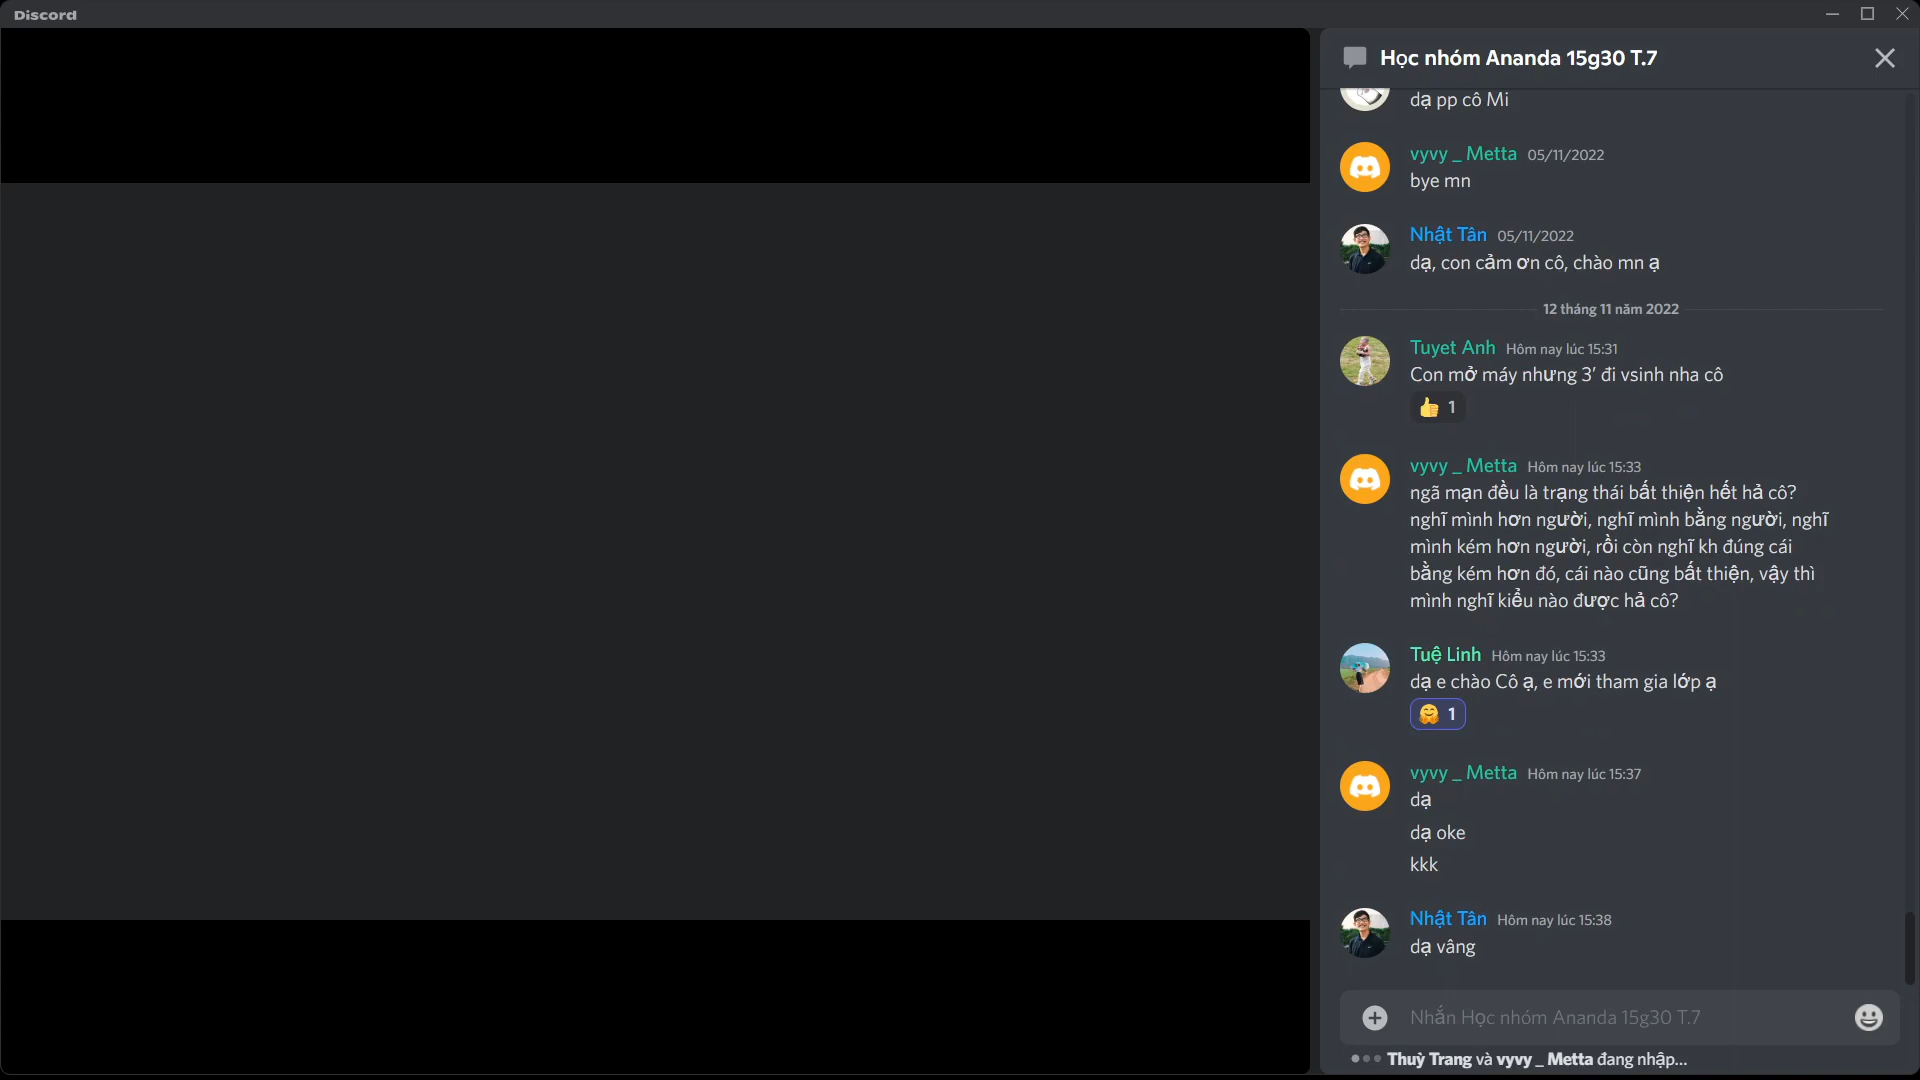 Discord
Học nhóm Ananda 15g30 T.7
dạ pp cô Mi
vyvy _ Metta 05/11/2022
bye mn
Nhật Tân 05/11/2022
dạ, con cảm ơn cô, chào mn ạ
12 tháng 11 năm 2022
Tuyet Anh Hôm nay lúc 15:31
Con mở máy nhưng 3' đi vsinh nha cô
👍 1
vyvy _ Metta Hôm nay lúc 15:33
ngã mạn đều là trạng thái bất thiện hết hả cô?
nghĩ mình hơn người, nghĩ mình bằng người, nghĩ
mình kém hơn người, rồi còn nghĩ kh đúng cái
bằng kém hơn đó, cái nào cũng bất thiện, vậy thì
mình nghĩ kiểu nào được hả cô?
Tuệ Linh Hôm nay lúc 15:33
dạ e chào Cô ạ, e mới tham gia lớp ạ
🤗 1
vyvy _ Metta Hôm nay lúc 15:37
dạ
dạ oke
kkk
Nhật Tân Hôm nay lúc 15:38
dạ vâng
Nhắn Học nhóm Ananda 15g30 T.7
Thuỳ Trang và vyvy _ Metta đang nhập...